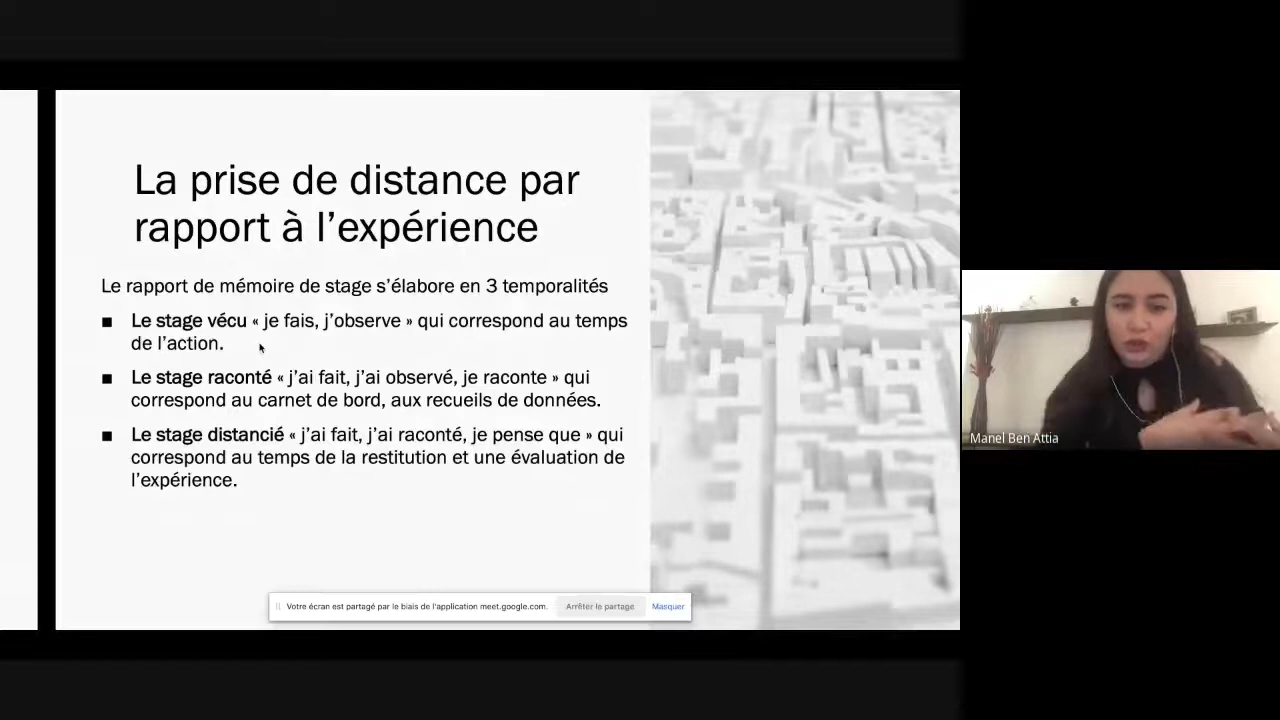 La prise de distance par
rapport à l’expérience
Le rapport de mémoire de stage s’élabore en 3 temporalités
■ Le stage vécu « je fais, j’observe » qui correspond au temps
de l’action.
■ Le stage raconté « j’ai fait, j’ai observé, je raconte » qui
correspond au carnet de bord, aux recueils de données.
■ Le stage distancié « j’ai fait, j’ai raconté, je pense que » qui
correspond au temps de la restitution et une évaluation de
l’expérience.
Votre écran est partagé par le biais de l'application meet.google.com. Arrêter le partage Masquer
Manel Ben Attia